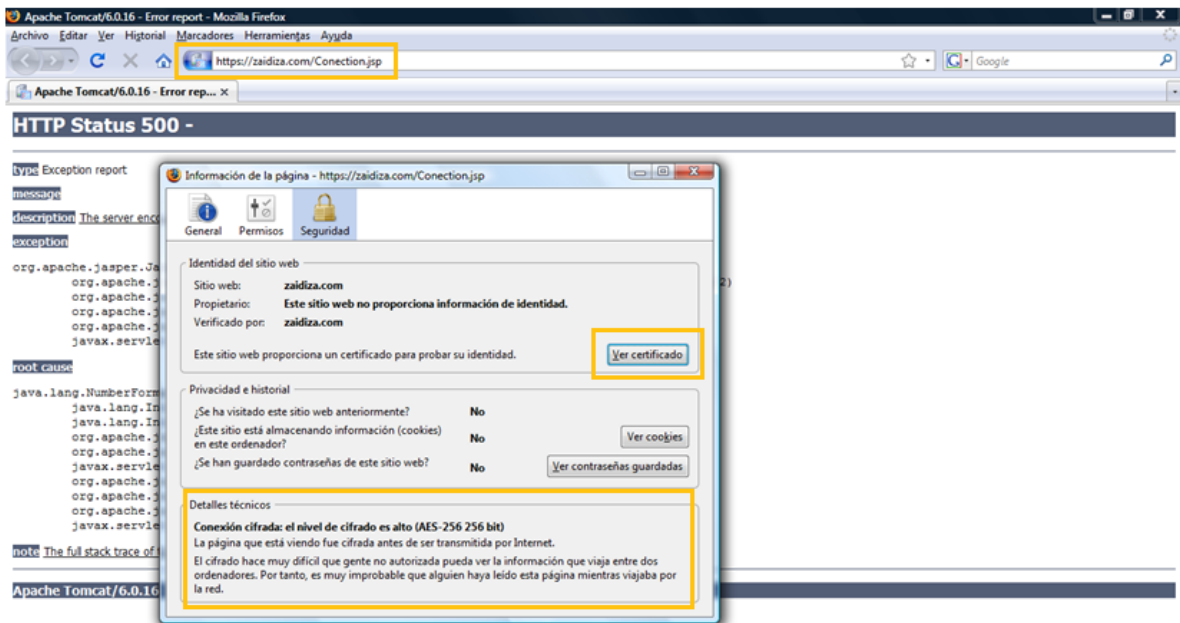 Apache Tomcat/6.0.16 - Error report - Mozilla Firefox
Archivo Editar Ver Historial Marcadores Herramientas Ayuda
https://zaidiza.com/Conection.jsp
Google
Apache Tomcat/6.0.16 - Error rep...
HTTP Status 500 -
type Exception report
message
description The server enco
exception
org.apache.jasper.Ja
org.apache.j 2)
org.apache.j
org.apache.j
org.apache.j
javax.servle
root cause
java.lang.NumberForm
java.lang.In
java.lang.In
org.apache.j
org.apache.j
javax.servle
org.apache.j
org.apache.j
org.apache.j
javax.servle
note The full stack trace of
Apache Tomcat/6.0.16
Información de la página - https://zaidiza.com/Conection.jsp
General Permisos Seguridad
Identidad del sitio web
Sitio web: zaidiza.com
Propietario: Este sitio web no proporciona información de identidad.
Verificado por: zaidiza.com
Este sitio web proporciona un certificado para probar su identidad. Ver certificado
Privacidad e historial
¿Se ha visitado este sitio web anteriormente? No
¿Este sitio está almacenando información (cookies)
en este ordenador? No Ver cookies
¿Se han guardado contraseñas de este sitio web? No Ver contraseñas guardadas
Detalles técnicos
Conexión cifrada: el nivel de cifrado es alto (AES-256 256 bit)
La página que está viendo fue cifrada antes de ser transmitida por Internet.
El cifrado hace muy difícil que gente no autorizada pueda ver la información que viaja entre dos
ordenadores. Por tanto, es muy improbable que alguien haya leído esta página mientras viajaba por
la red.